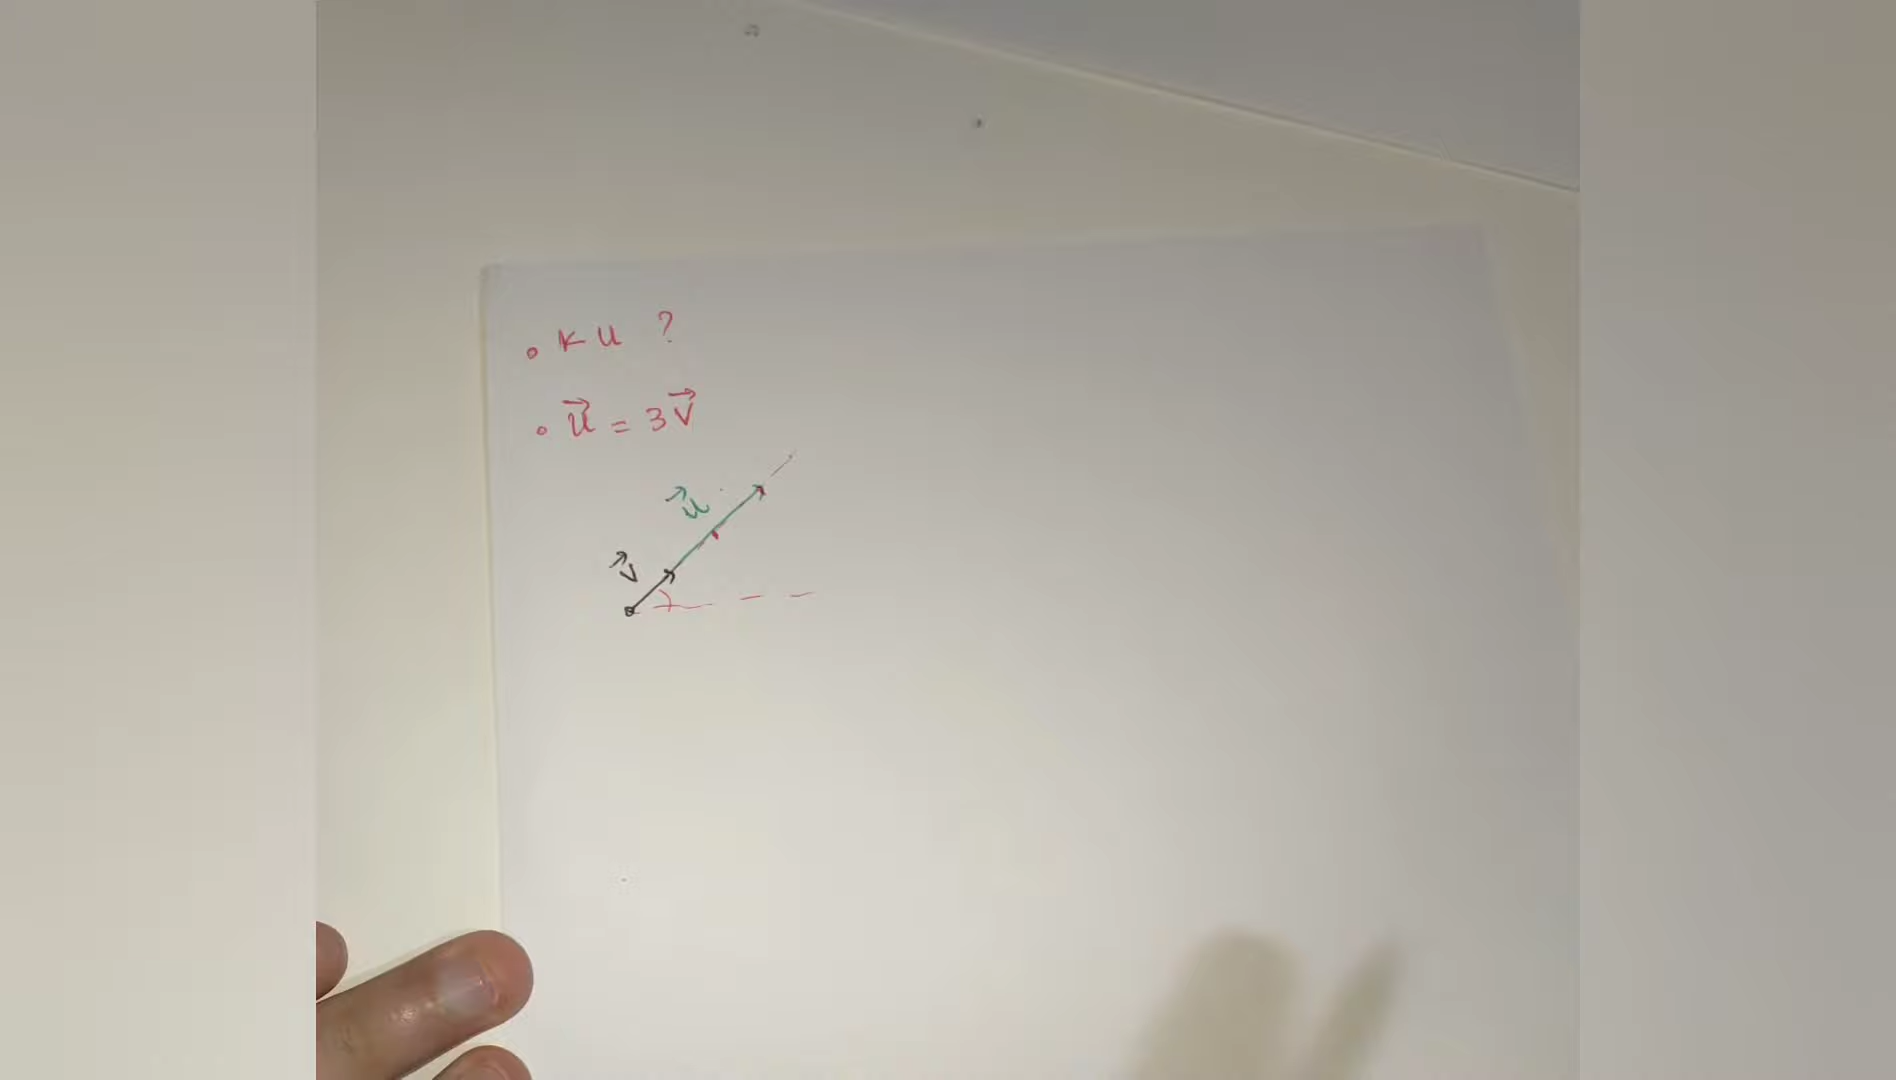 • k u ?
• u⃗ = 3v⃗
u⃗
v⃗